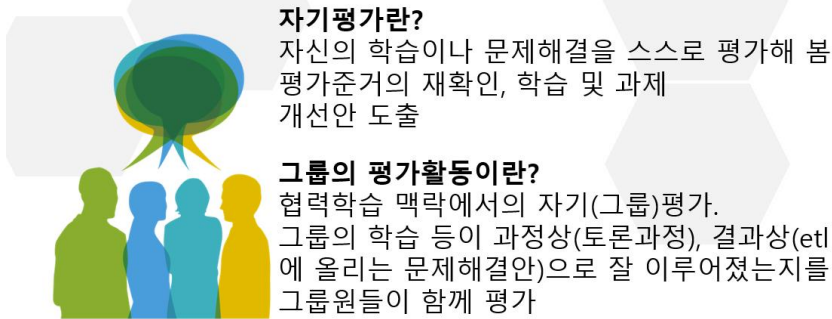 자기평가란?
자신의 학습이나 문제해결을 스스로 평가해 봄
평가준거의 재확인, 학습 및 과제
개선안 도출
그룹의 평가활동이란?
협력학습 맥락에서의 자기(그룹)평가.
그룹의 학습 등이 과정상(토론과정), 결과상(etl
에 올리는 문제해결안)으로 잘 이루어졌는지를
그룹원들이 함께 평가